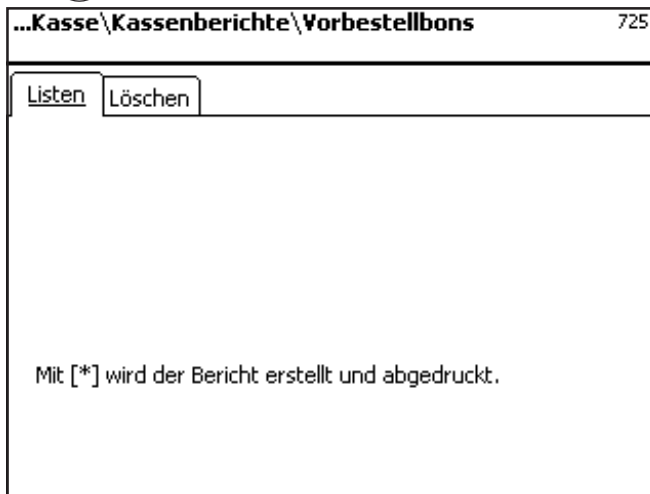 ...Kasse\Kassenberichte\Vorbestellbons 725
Listen Löschen
Mit [*] wird der Bericht erstellt und abgedruckt.